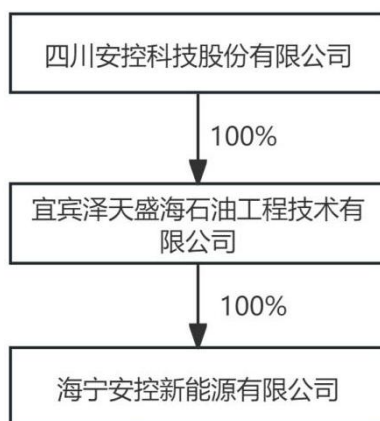 四川安控科技股份有限公司
100%
宜宾泽天盛海石油工程技术有
限公司
100%
海宁安控新能源有限公司